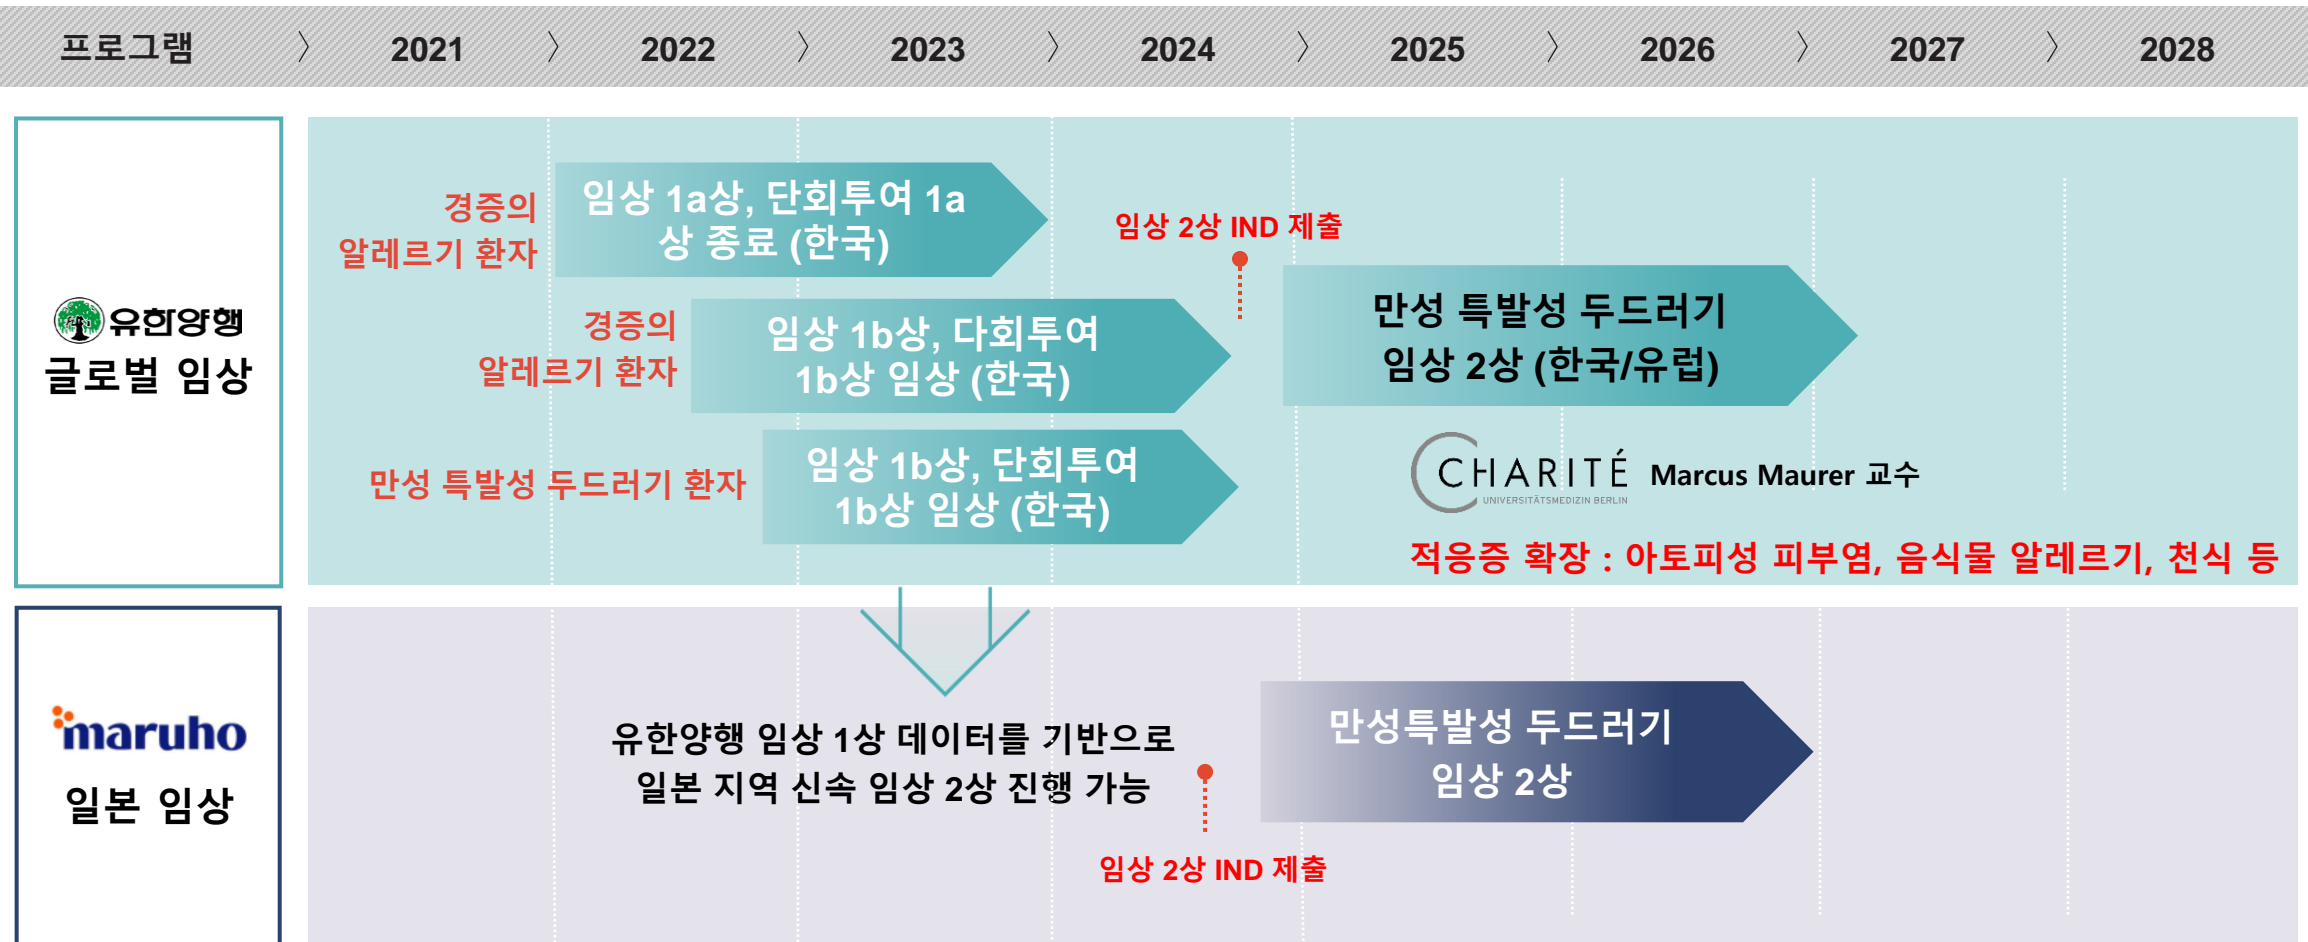 프로그램 〉 2021 〉 2022 〉 2023 〉 2024 〉 2025 〉 2026 〉 2027 〉 2028
유한양행
글로벌 임상
경증의
알레르기 환자
임상 1a상, 단회투여 1a
상 종료 (한국)
경증의
알레르기 환자
임상 1b상, 다회투여
1b상 임상 (한국)
만성 특발성 두드러기 환자
임상 1b상, 단회투여
1b상 임상 (한국)
임상 2상 IND 제출
만성 특발성 두드러기
임상 2상 (한국/유럽)
CHARITÉ
UNIVERSITÄTSMEDIZIN BERLIN
Marcus Maurer 교수
적응증 확장 : 아토피성 피부염, 음식물 알레르기, 천식 등
maruho
일본 임상
유한양행 임상 1상 데이터를 기반으로
일본 지역 신속 임상 2상 진행 가능
임상 2상 IND 제출
만성특발성 두드러기
임상 2상